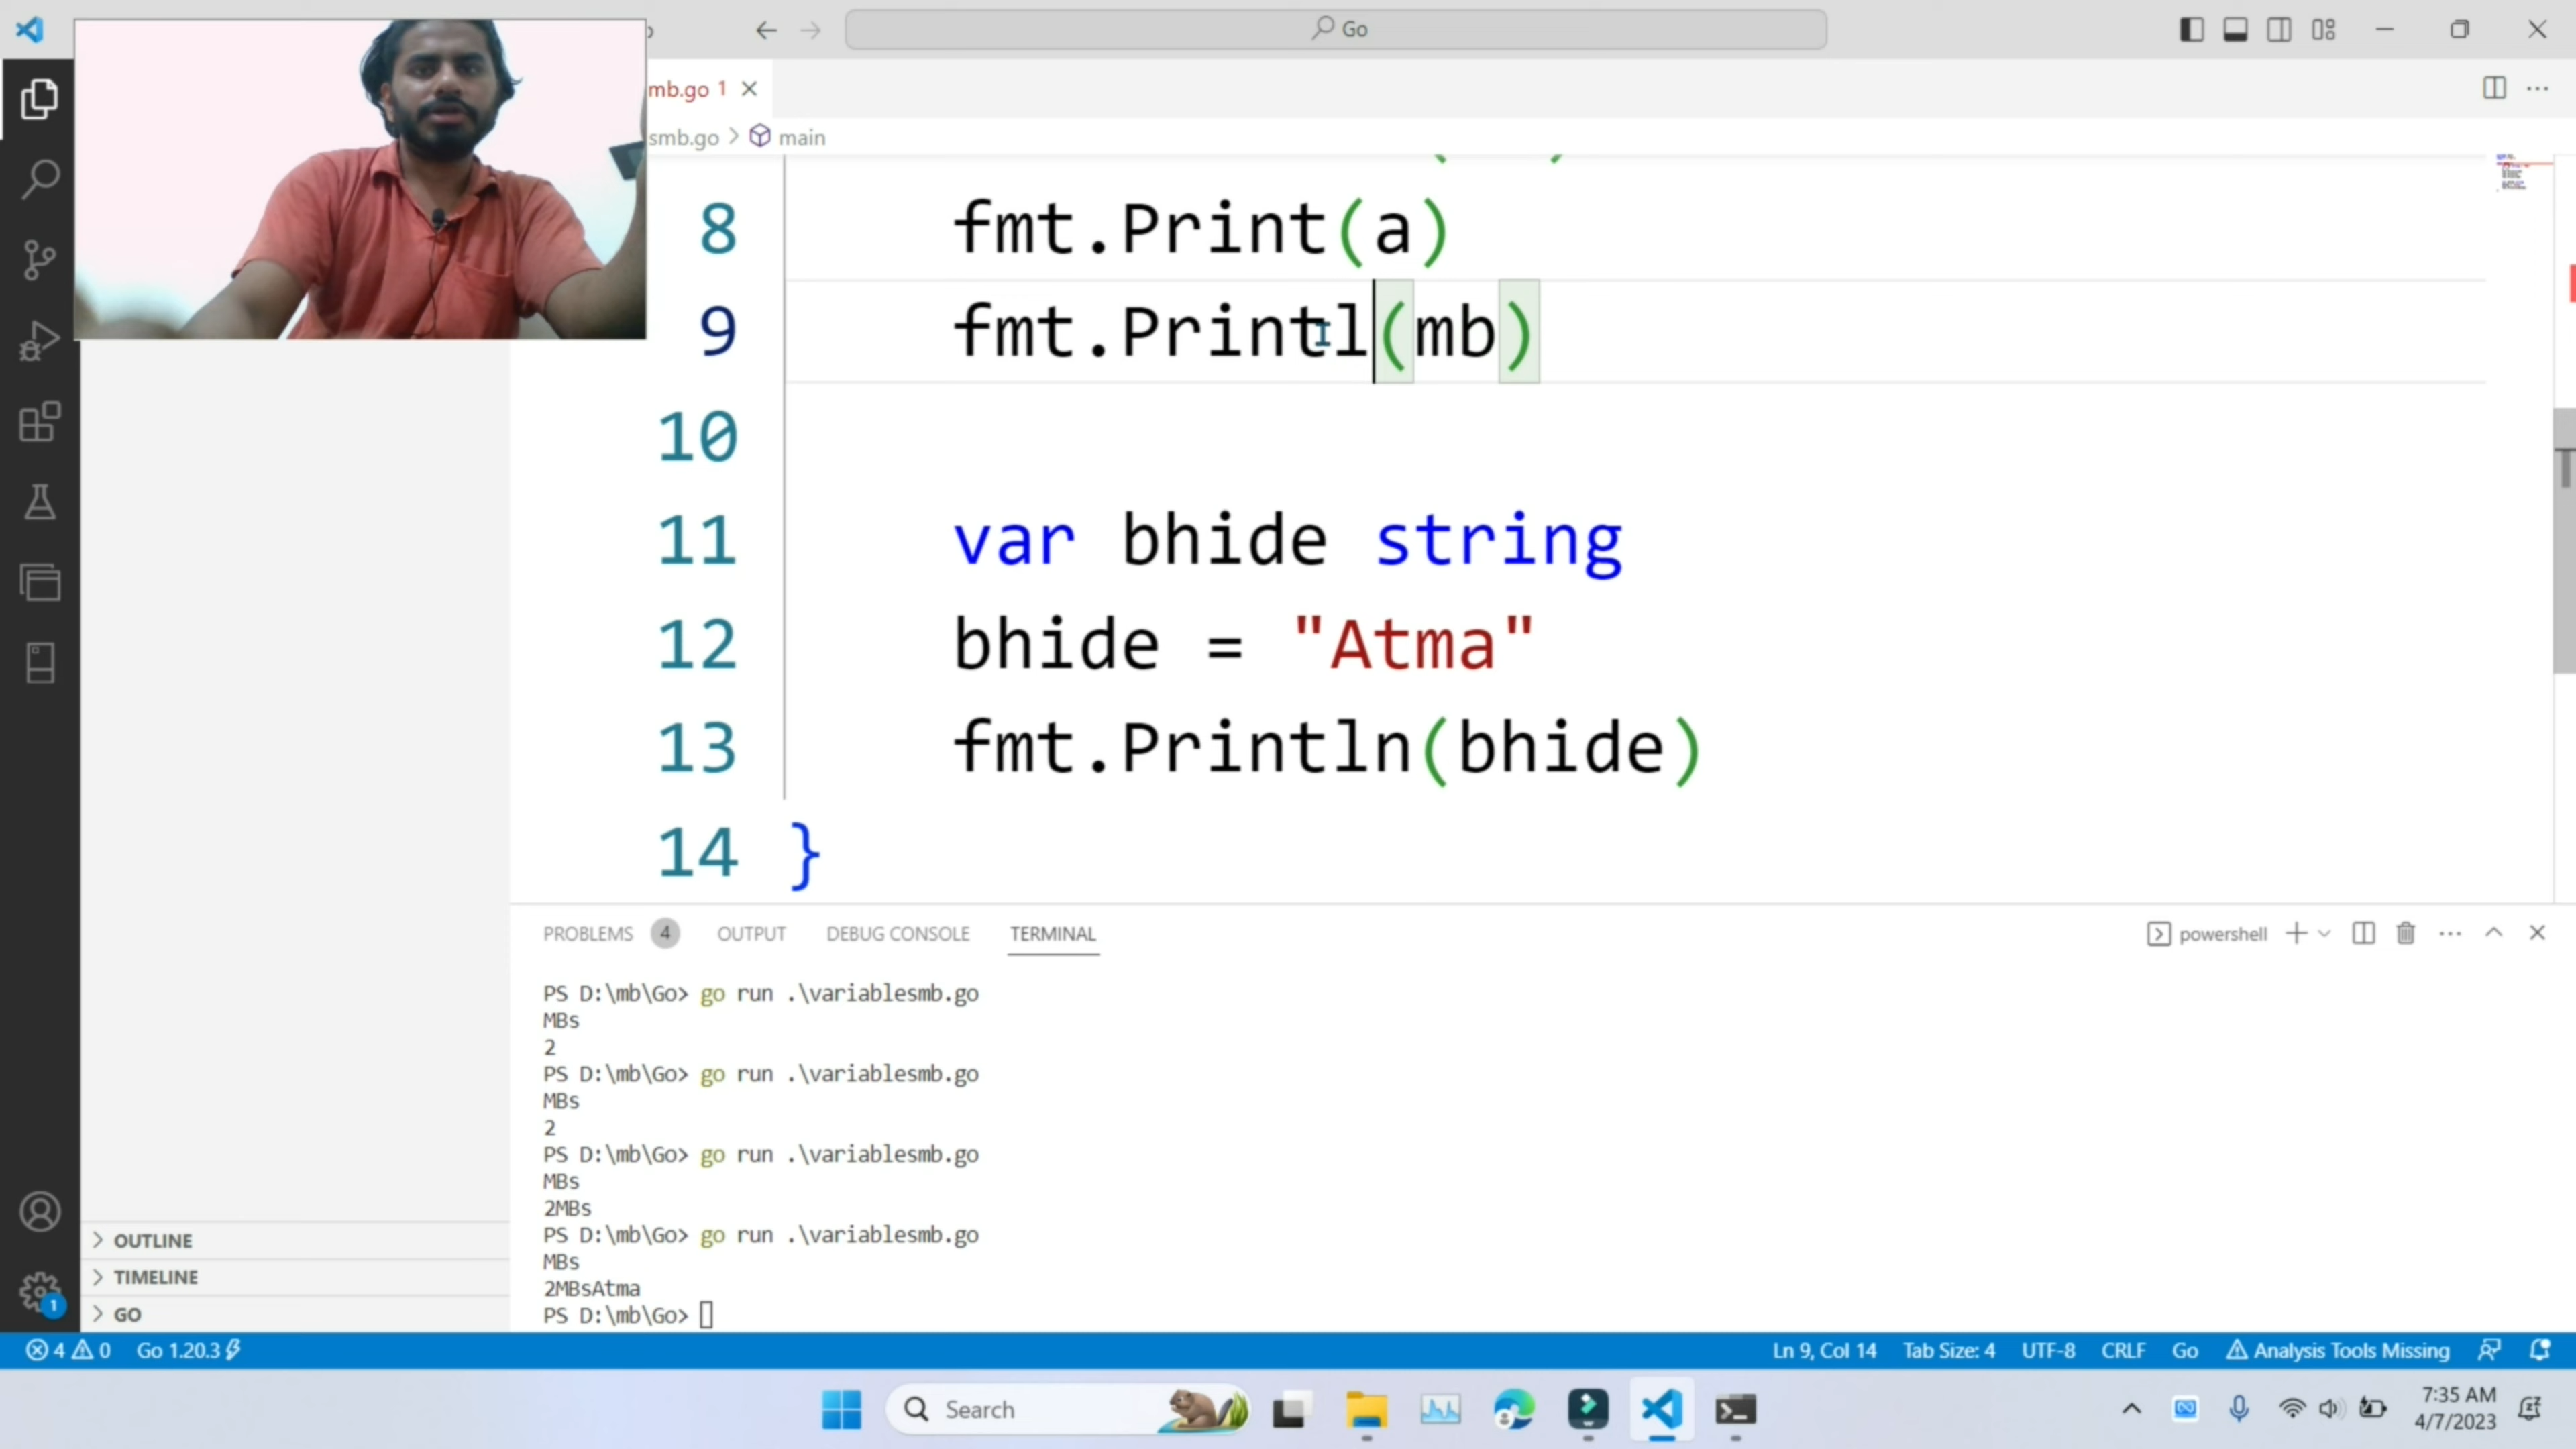 Go
mb.go 1
smb.go > main
8 fmt.Print(a)
9 fmt.Printl(mb)
10
11 var bhide string
12 bhide = "Atma"
13 fmt.Println(bhide)
14 }
PROBLEMS 4 OUTPUT DEBUG CONSOLE TERMINAL
powershell
PS D:\mb\Go> go run .\variablesmb.go
MBs
2
PS D:\mb\Go> go run .\variablesmb.go
MBs
2
PS D:\mb\Go> go run .\variablesmb.go
MBs
2MBs
PS D:\mb\Go> go run .\variablesmb.go
MBs
2MBsAtma
PS D:\mb\Go>
OUTLINE
TIMELINE
GO
1
4 0 Go 1.20.3
Ln 9, Col 14 Tab Size: 4 UTF-8 CRLF Go Analysis Tools Missing
Search
7:35 AM
4/7/2023